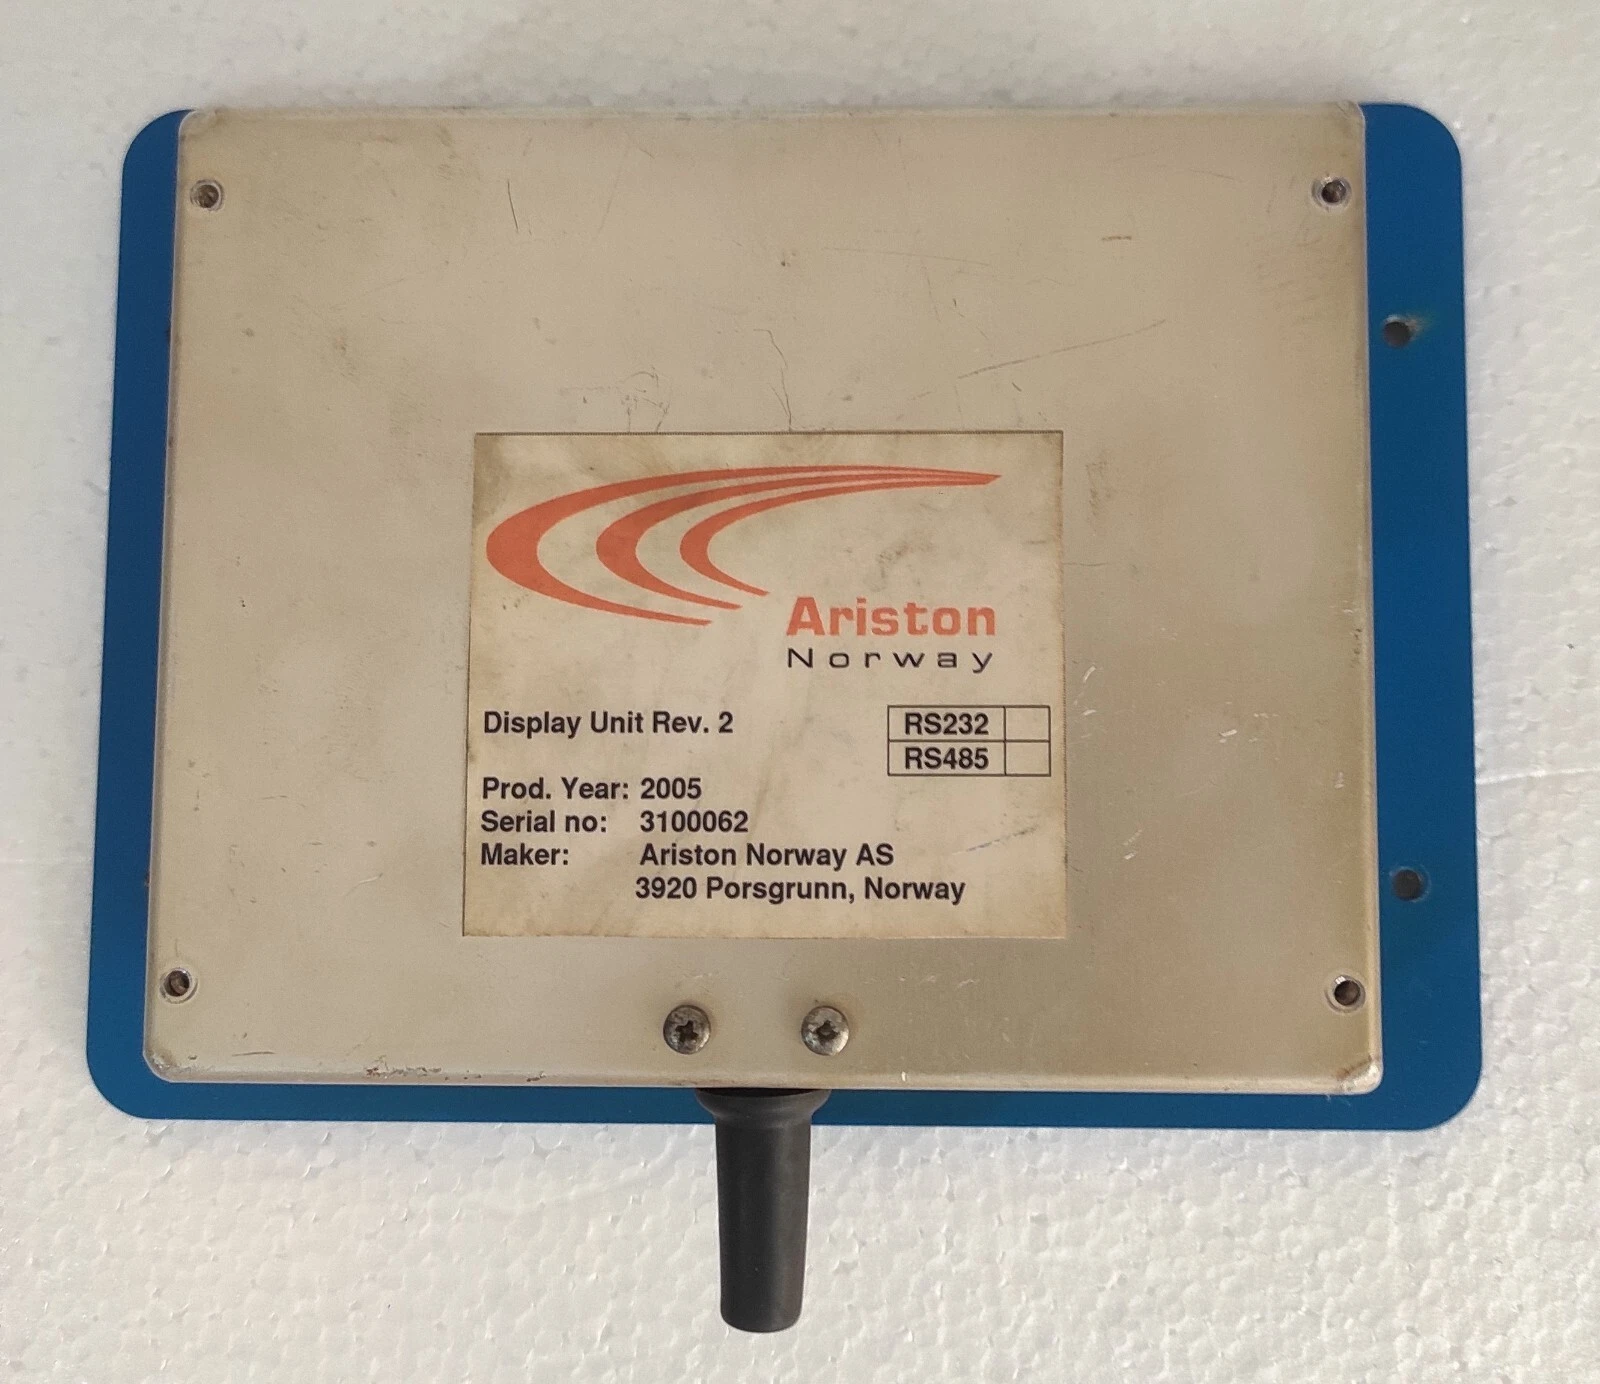 Ariston
Norway
Display Unit Rev. 2
RS232
RS485
Prod. Year: 2005
Serial no: 3100062
Maker: Ariston Norway AS
3920 Porsgrunn, Norway